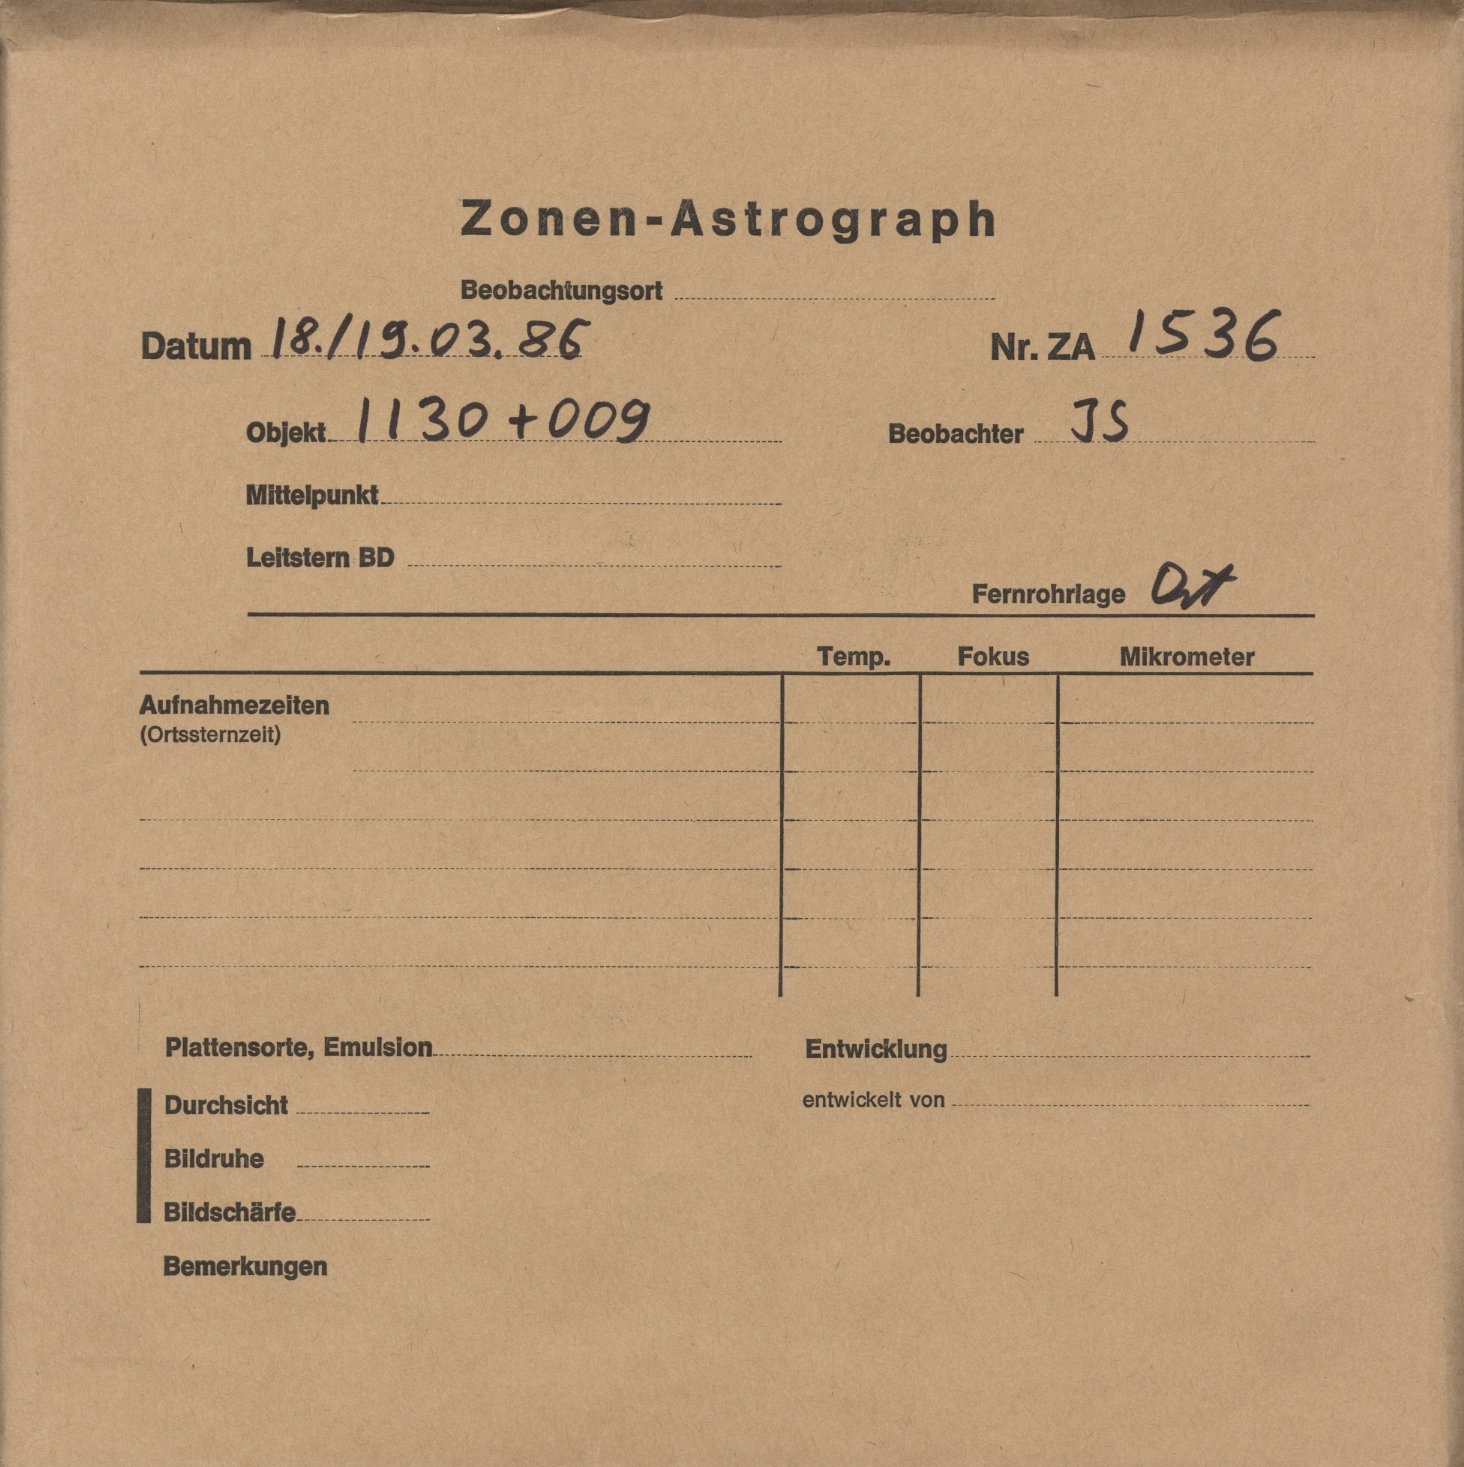 Zonen-Astrograph
Beobachtungsort
Datum 18./19.03.86 Nr. ZA 1536
Objekt 1130+009 Beobachter JS
Mittelpunkt
Leitstern BD
Fernrohrlage Ost
Temp. Fokus Mikrometer
Aufnahmezeiten
(Ortssternzeit)
Plattensorte, Emulsion Entwicklung
Durchsicht entwickelt von
Bildruhe
Bildschärfe
Bemerkungen